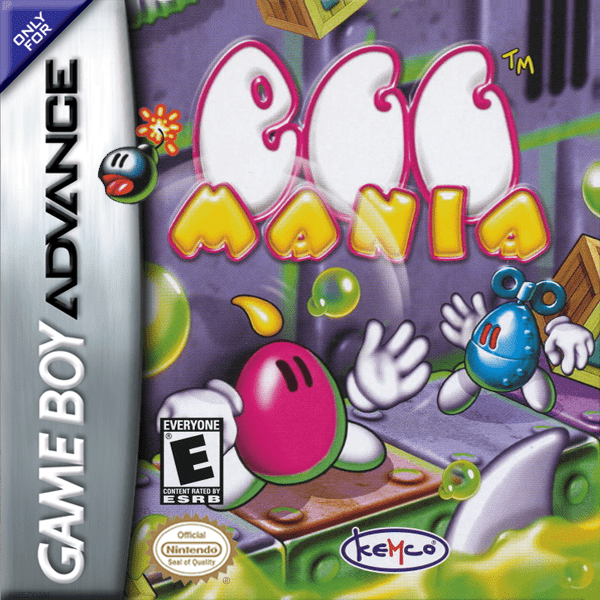 ONLY
FOR
GAME BOY ADVANCE
eGG
MANIA
TM
EVERYONE
E
®
CONTENT RATED BY
ESRB
Official
Nintendo
Seal of Quality
®
KEMCO